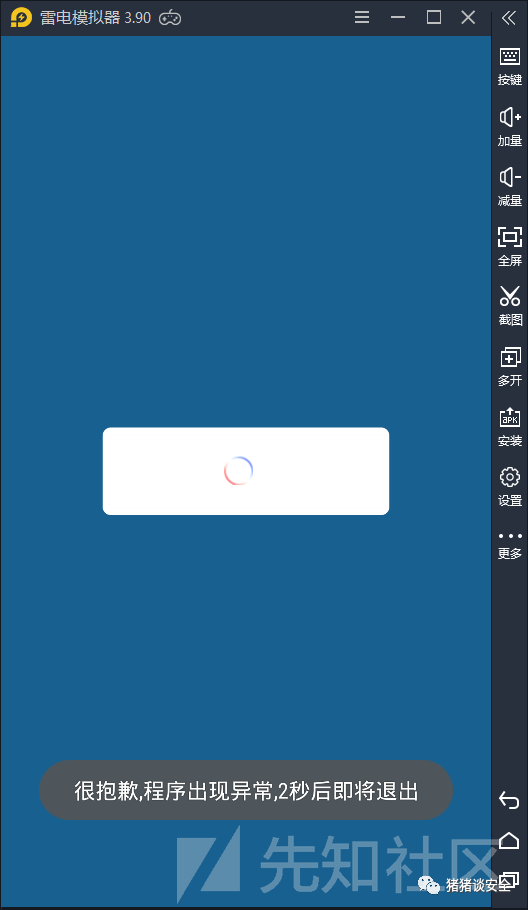 雷电模拟器 3.90
按键
加量
减量
全屏
截图
多开
APK
安装
设置
更多
很抱歉,程序出现异常,2秒后即将退出
先知社区
猪猪谈安全